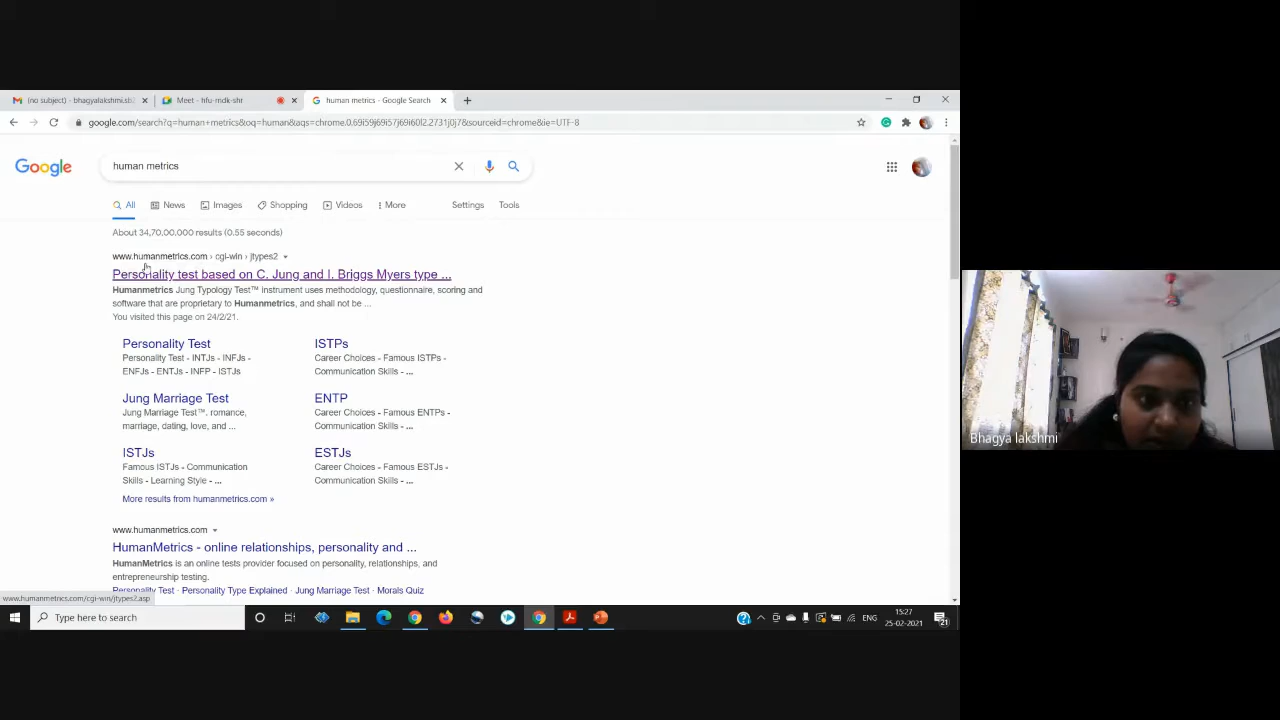 (no subject) - bhagyalakshmi.sb2
Meet - hfu-mdk-shr
human metrics - Google Search
google.com/search?q=human+metrics&oq=human&aqs=chrome.0.69i59j69i57j69i60l2.2731j0j7&sourceid=chrome&ie=UTF-8
Google
human metrics
All News Images Shopping Videos More Settings Tools
About 34,70,00,000 results (0.55 seconds)
www.humanmetrics.com › cgi-win › jtypes2
Personality test based on C. Jung and I. Briggs Myers type ...
Humanmetrics Jung Typology Test™ instrument uses methodology, questionnaire, scoring and
software that are proprietary to Humanmetrics, and shall not be ...
You visited this page on 24/2/21.
Personality Test
Personality Test - INTJs - INFJs -
ENFJs - ENTJs - INFP - ISTJs
ISTPs
Career Choices - Famous ISTPs -
Communication Skills - ...
Jung Marriage Test
Jung Marriage Test™. romance,
marriage, dating, love, and ...
ENTP
Career Choices - Famous ENTPs -
Communication Skills - ...
ISTJs
Famous ISTJs - Communication
Skills - Learning Style - ...
ESTJs
Career Choices - Famous ESTJs -
Communication Skills - ...
More results from humanmetrics.com »
www.humanmetrics.com
HumanMetrics - online relationships, personality and ...
HumanMetrics is an online tests provider focused on personality, relationships, and
entrepreneurship testing.
Personality Test · Personality Type Explained · Jung Marriage Test · Morals Quiz
www.humanmetrics.com/cgi-win/jtypes2.asp
Type here to search
ENG
15:27
25-02-2021
21
Bhagya lakshmi